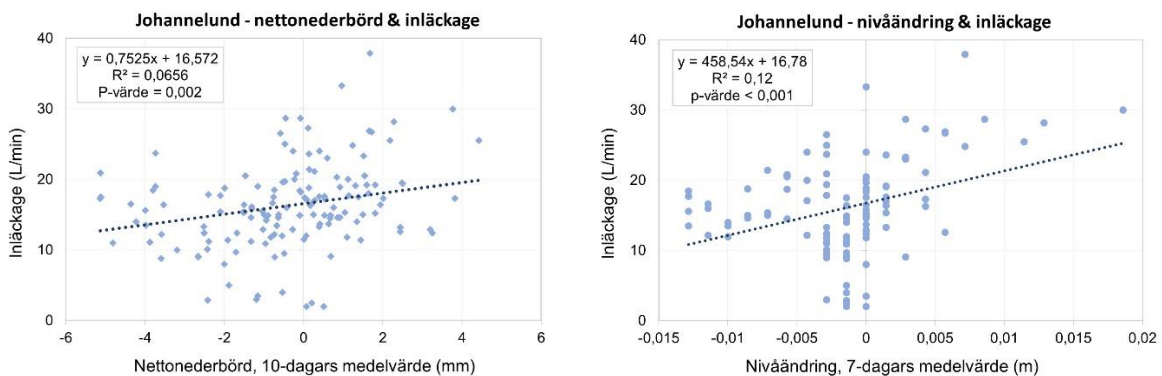 Johannelund - nettonederbörd & inläckage
40
30
20
10
0
Inläckage (L/min)
y = 0,7525x + 16,572
R² = 0,0656
P-värde = 0,002
-6 -4 -2 0 2 4 6
Nettonederbörd, 10-dagars medelvärde (mm)
Johannelund - nivåändring & inläckage
40
30
20
10
0
Inläckage (L/min)
y = 458,54x + 16,78
R² = 0,12
p-värde < 0,001
-0,015 -0,01 -0,005 0 0,005 0,01 0,015 0,02
Nivåändring, 7-dagars medelvärde (m)